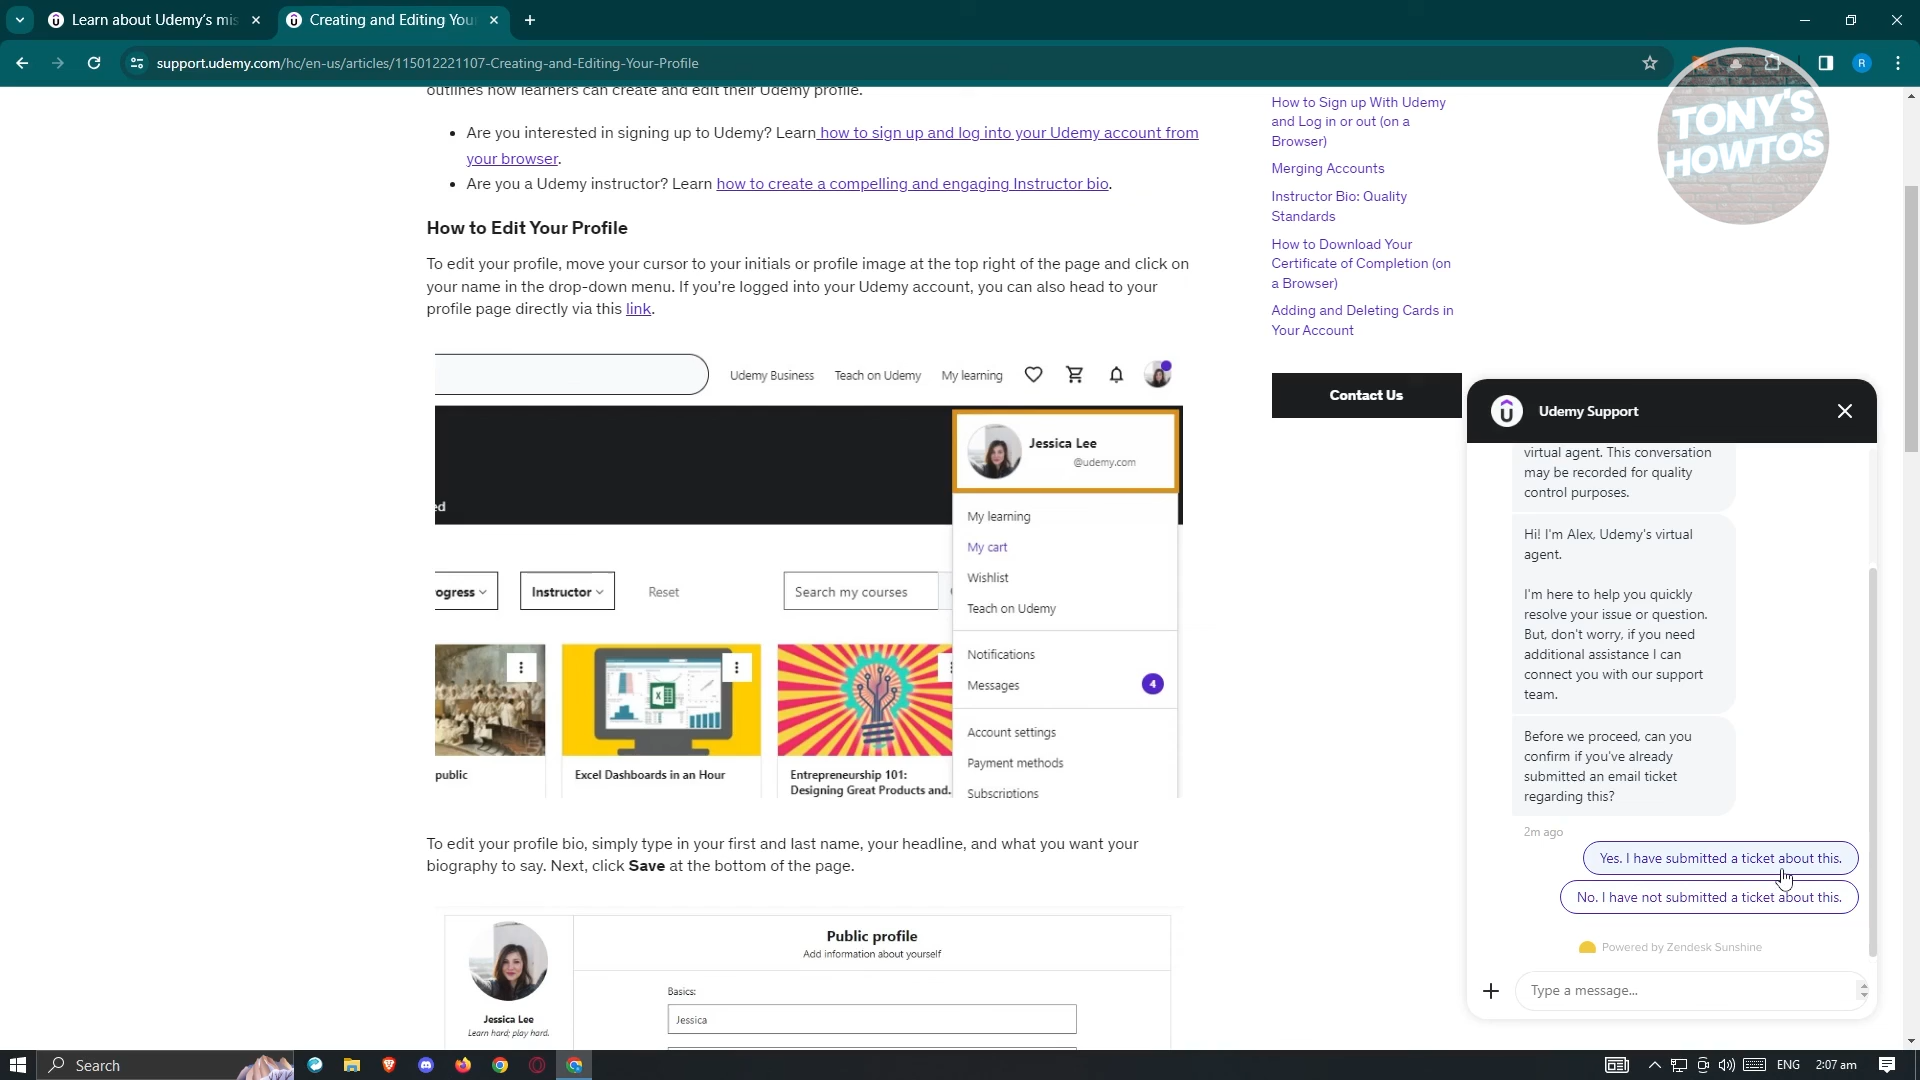 Learn about Udemy's mis
Creating and Editing Your
support.udemy.com/hc/en-us/articles/115012221107-Creating-and-Editing-Your-Profile
R
TONY'S
HOWTOS
outlines how learners can create and edit their Udemy profile.
• Are you interested in signing up to Udemy? Learn how to sign up and log into your Udemy account from
your browser.
• Are you a Udemy instructor? Learn how to create a compelling and engaging Instructor bio.
How to Edit Your Profile
To edit your profile, move your cursor to your initials or profile image at the top right of the page and click on
your name in the drop-down menu. If you're logged into your Udemy account, you can also head to your
profile page directly via this link.
Udemy Business Teach on Udemy My learning
Jessica Lee
@udemy.com
ed
My learning
My cart
Wishlist
Teach on Udemy
Notifications
Messages 4
Account settings
Payment methods
Subscriptions
ogress Instructor Reset Search my courses
public
Excel Dashboards in an Hour
Entrepreneurship 101:
Designing Great Products and...
To edit your profile bio, simply type in your first and last name, your headline, and what you want your
biography to say. Next, click Save at the bottom of the page.
Jessica Lee
Learn hard; play hard.
Public profile
Add information about yourself
Basics:
Jessica
How to Sign up With Udemy
and Log in or out (on a
Browser)
Merging Accounts
Instructor Bio: Quality
Standards
How to Download Your
Certificate of Completion (on
a Browser)
Adding and Deleting Cards in
Your Account
Contact Us
Udemy Support
virtual agent. This conversation
may be recorded for quality
control purposes.
Hi! I'm Alex, Udemy's virtual
agent.
I'm here to help you quickly
resolve your issue or question.
But, don't worry, if you need
additional assistance I can
connect you with our support
team.
Before we proceed, can you
confirm if you've already
submitted an email ticket
regarding this?
2m ago
Yes. I have submitted a ticket about this.
No. I have not submitted a ticket about this.
Powered by Zendesk Sunshine
Type a message...
Search
ENG
2:07 am